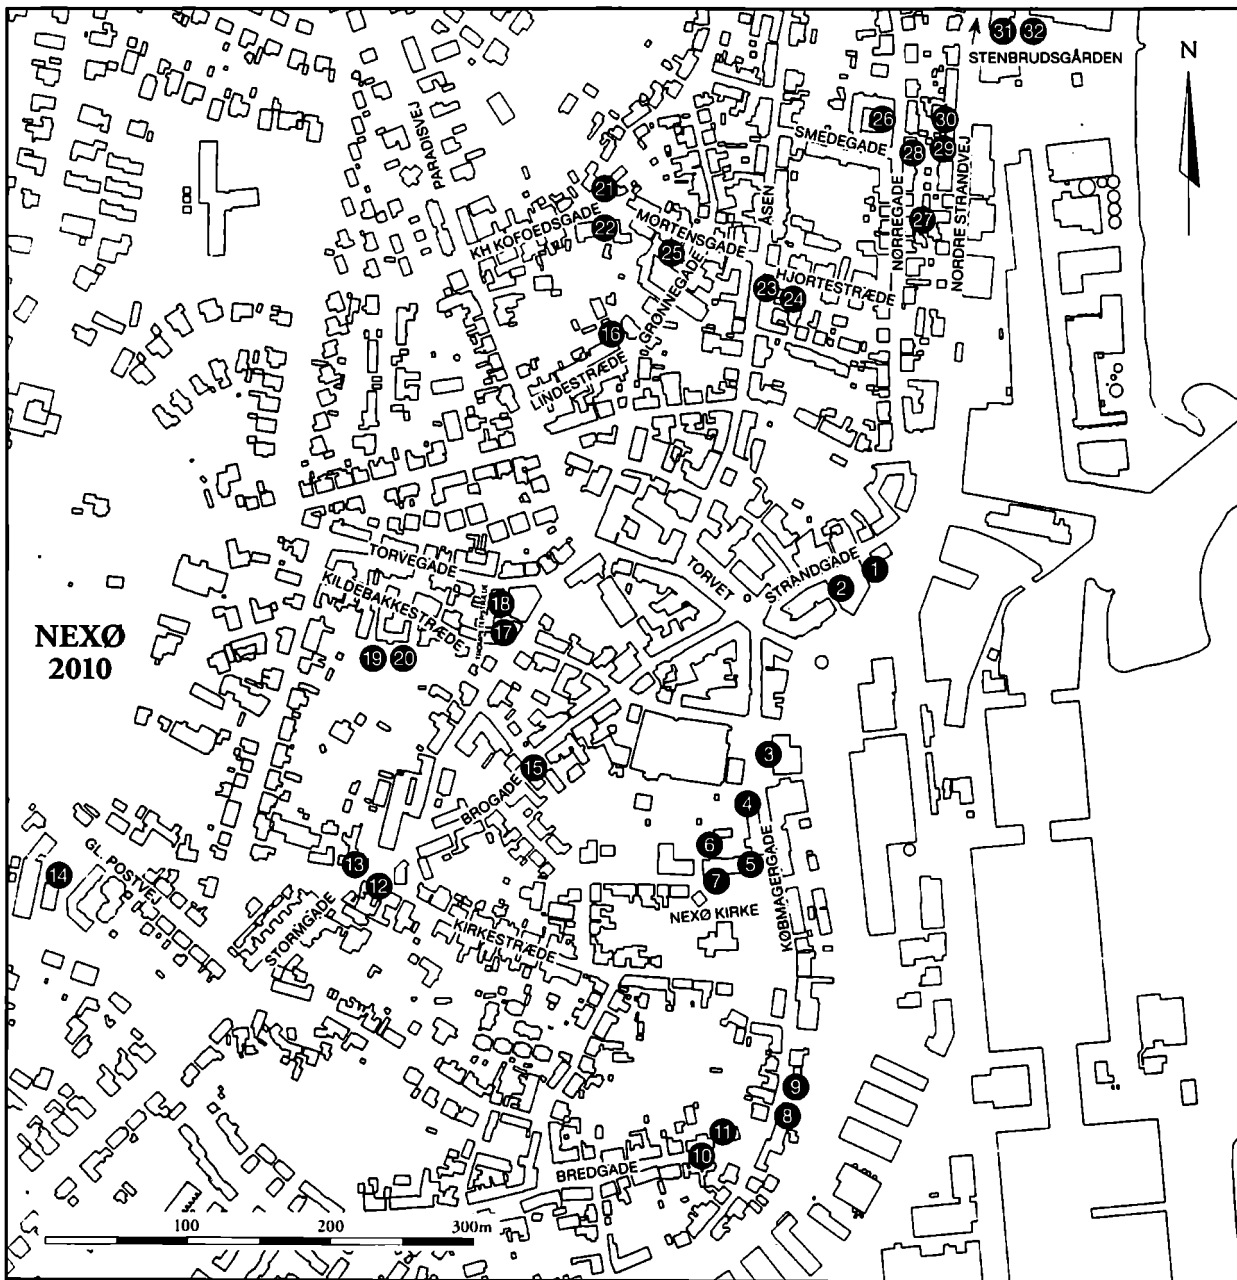 31 32
STENBRUDSGÅRDEN
N
PARADISVEJ
26
30
SMEDEGADE
28 29
21
ÅSEN
KH KOFOEDSGADE
22
MORTENSGADE
NØRREGADE
27
NORDRE STRANDVEJ
25
GRØNNEGADE
23 24
HJORTESTRÆDE
16
LINDESTRÆDE
TORVEGADE
TORVET
STRANDGADE
1
2
KILDEBAKKESTRÆDE
18
17
NEXØ
2010
19 20
3
15
BROGADE
4
6
5
7
KØBMAGERGADE
NEXØ KIRKE
14
GL. POSTVEJ
13
12
STORMGADE
KIRKESTRÆDE
9
8
11
10
BREDGADE
100 200 300m